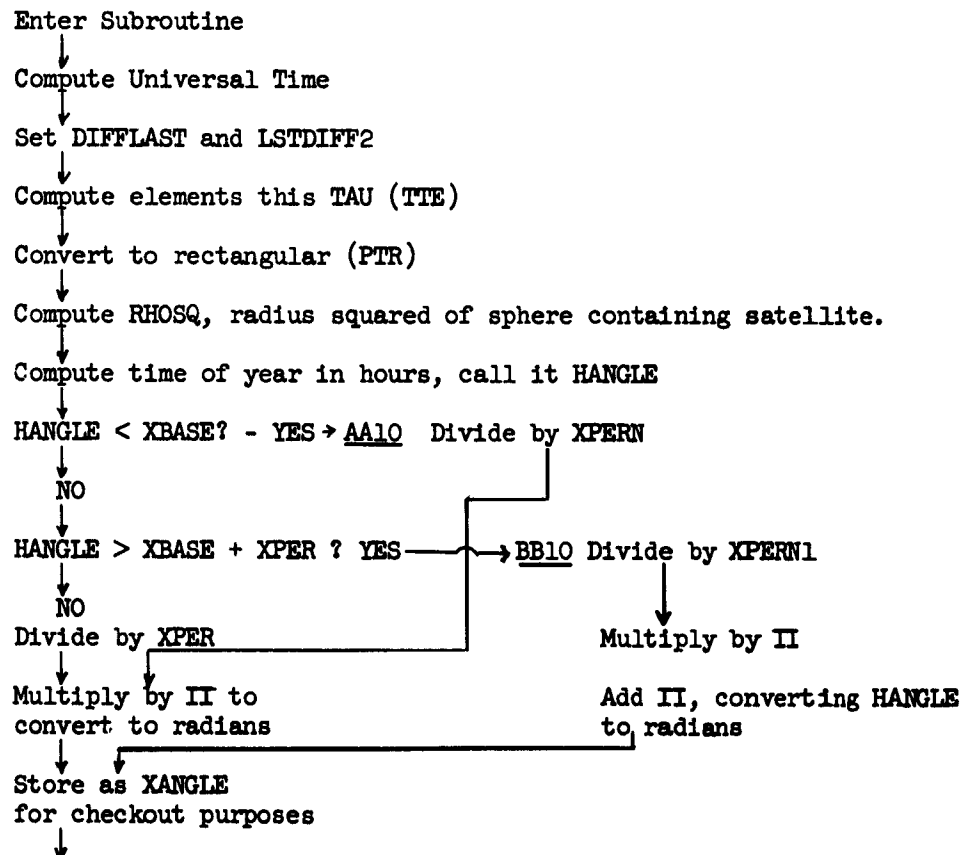 Enter Subroutine
Compute Universal Time
Set DIFFLAST and LSTDIFF2
Compute elements this TAU (TTE)
Convert to rectangular (PTR)
Compute RHOSQ, radius squared of sphere containing satellite.
Compute time of year in hours, call it HANGLE
HANGLE < XBASE? - YES → AA10 Divide by XPERN
NO
HANGLE > XBASE + XPER ? YES → BB10 Divide by XPERN1
NO
Divide by XPER
Multiply by II
Multiply by II to
convert to radians
Add II, converting HANGLE
to radians
Store as XANGLE
for checkout purposes